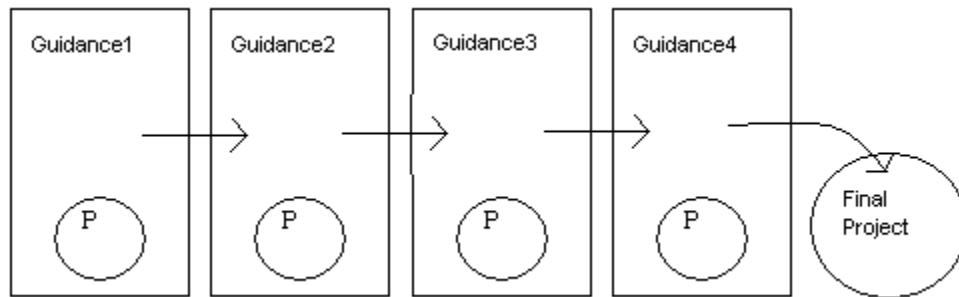 Guidance1
P
Guidance2
P
Guidance3
P
Guidance4
P
Final
Project